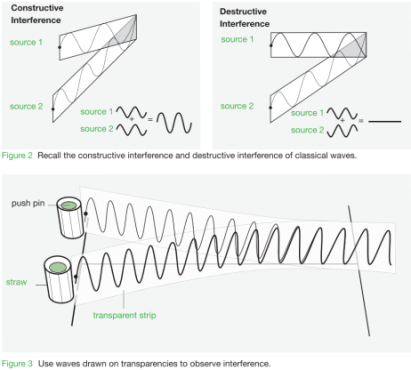 Constructive
Interference
source 1
source 2
source 1
+
=
source 2
Destructive
Interference
source 1
source 2
source 1
+
=
source 2
Figure 2 Recall the constructive interference and destructive interference of classical waves.
push pin
straw
transparent strip
Figure 3 Use waves drawn on transparencies to observe interference.